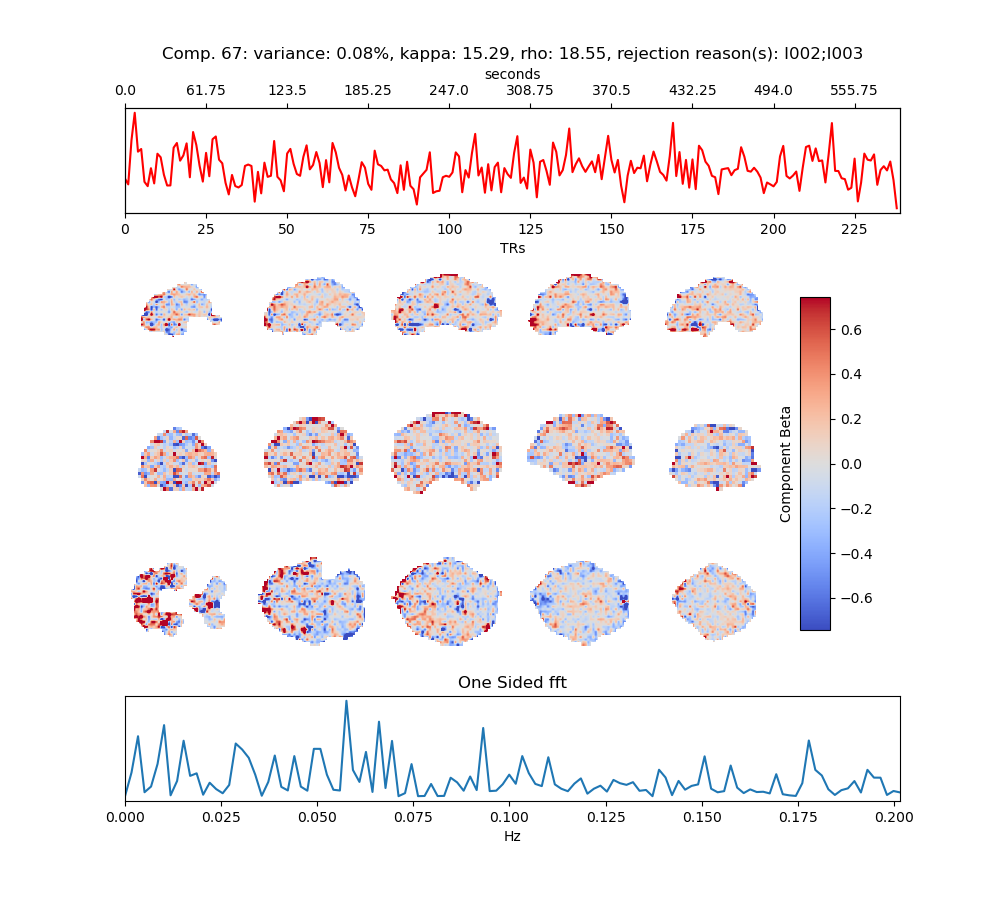 Comp. 67: variance: 0.08%, kappa: 15.29, rho: 18.55, rejection reason(s): I002;I003
seconds
0.0 61.75 123.5 185.25 247.0 308.75 370.5 432.25 494.0 555.75
0 25 50 75 100 125 150 175 200 225
TRs
0.6
0.4
0.2
0.0
−0.2
−0.4
−0.6
Component Beta
One Sided fft
0.000 0.025 0.050 0.075 0.100 0.125 0.150 0.175 0.200
Hz